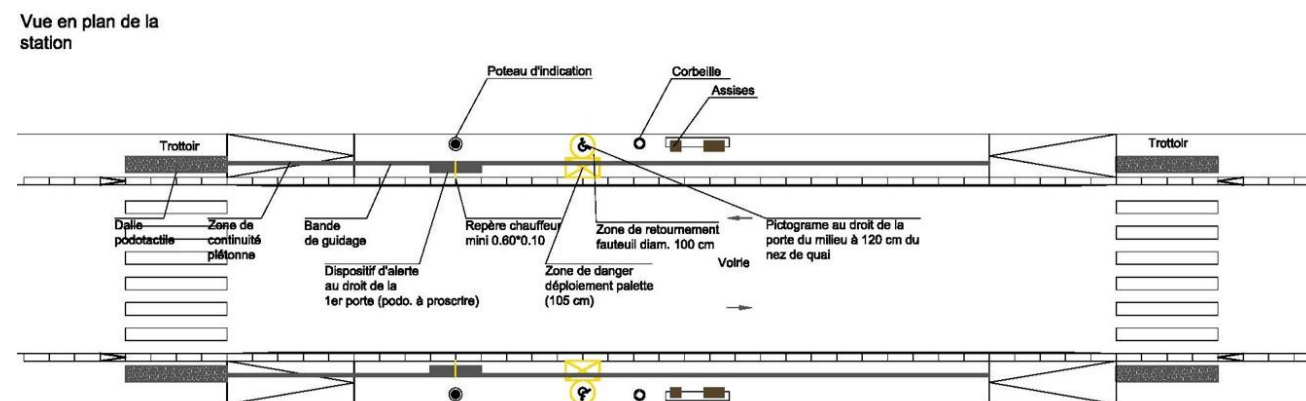 Vue en plan de la
station
Poteau d'indication
Corbeille
Assises
Trottoir
Trottoir
Dalle
podotactile
Zone de
continuité
piétonne
Bande
de guidage
Dispositif d'alerte
au droit de la
1er porte (podo. à proscrire)
Repère chauffeur
mini 0.60*0.10
Zone de danger
déploiement palette
(105 cm)
Zone de retournement
fauteuil diam. 100 cm
Voirie
Pictograme au droit de la
porte du milieu à 120 cm du
nez de quai